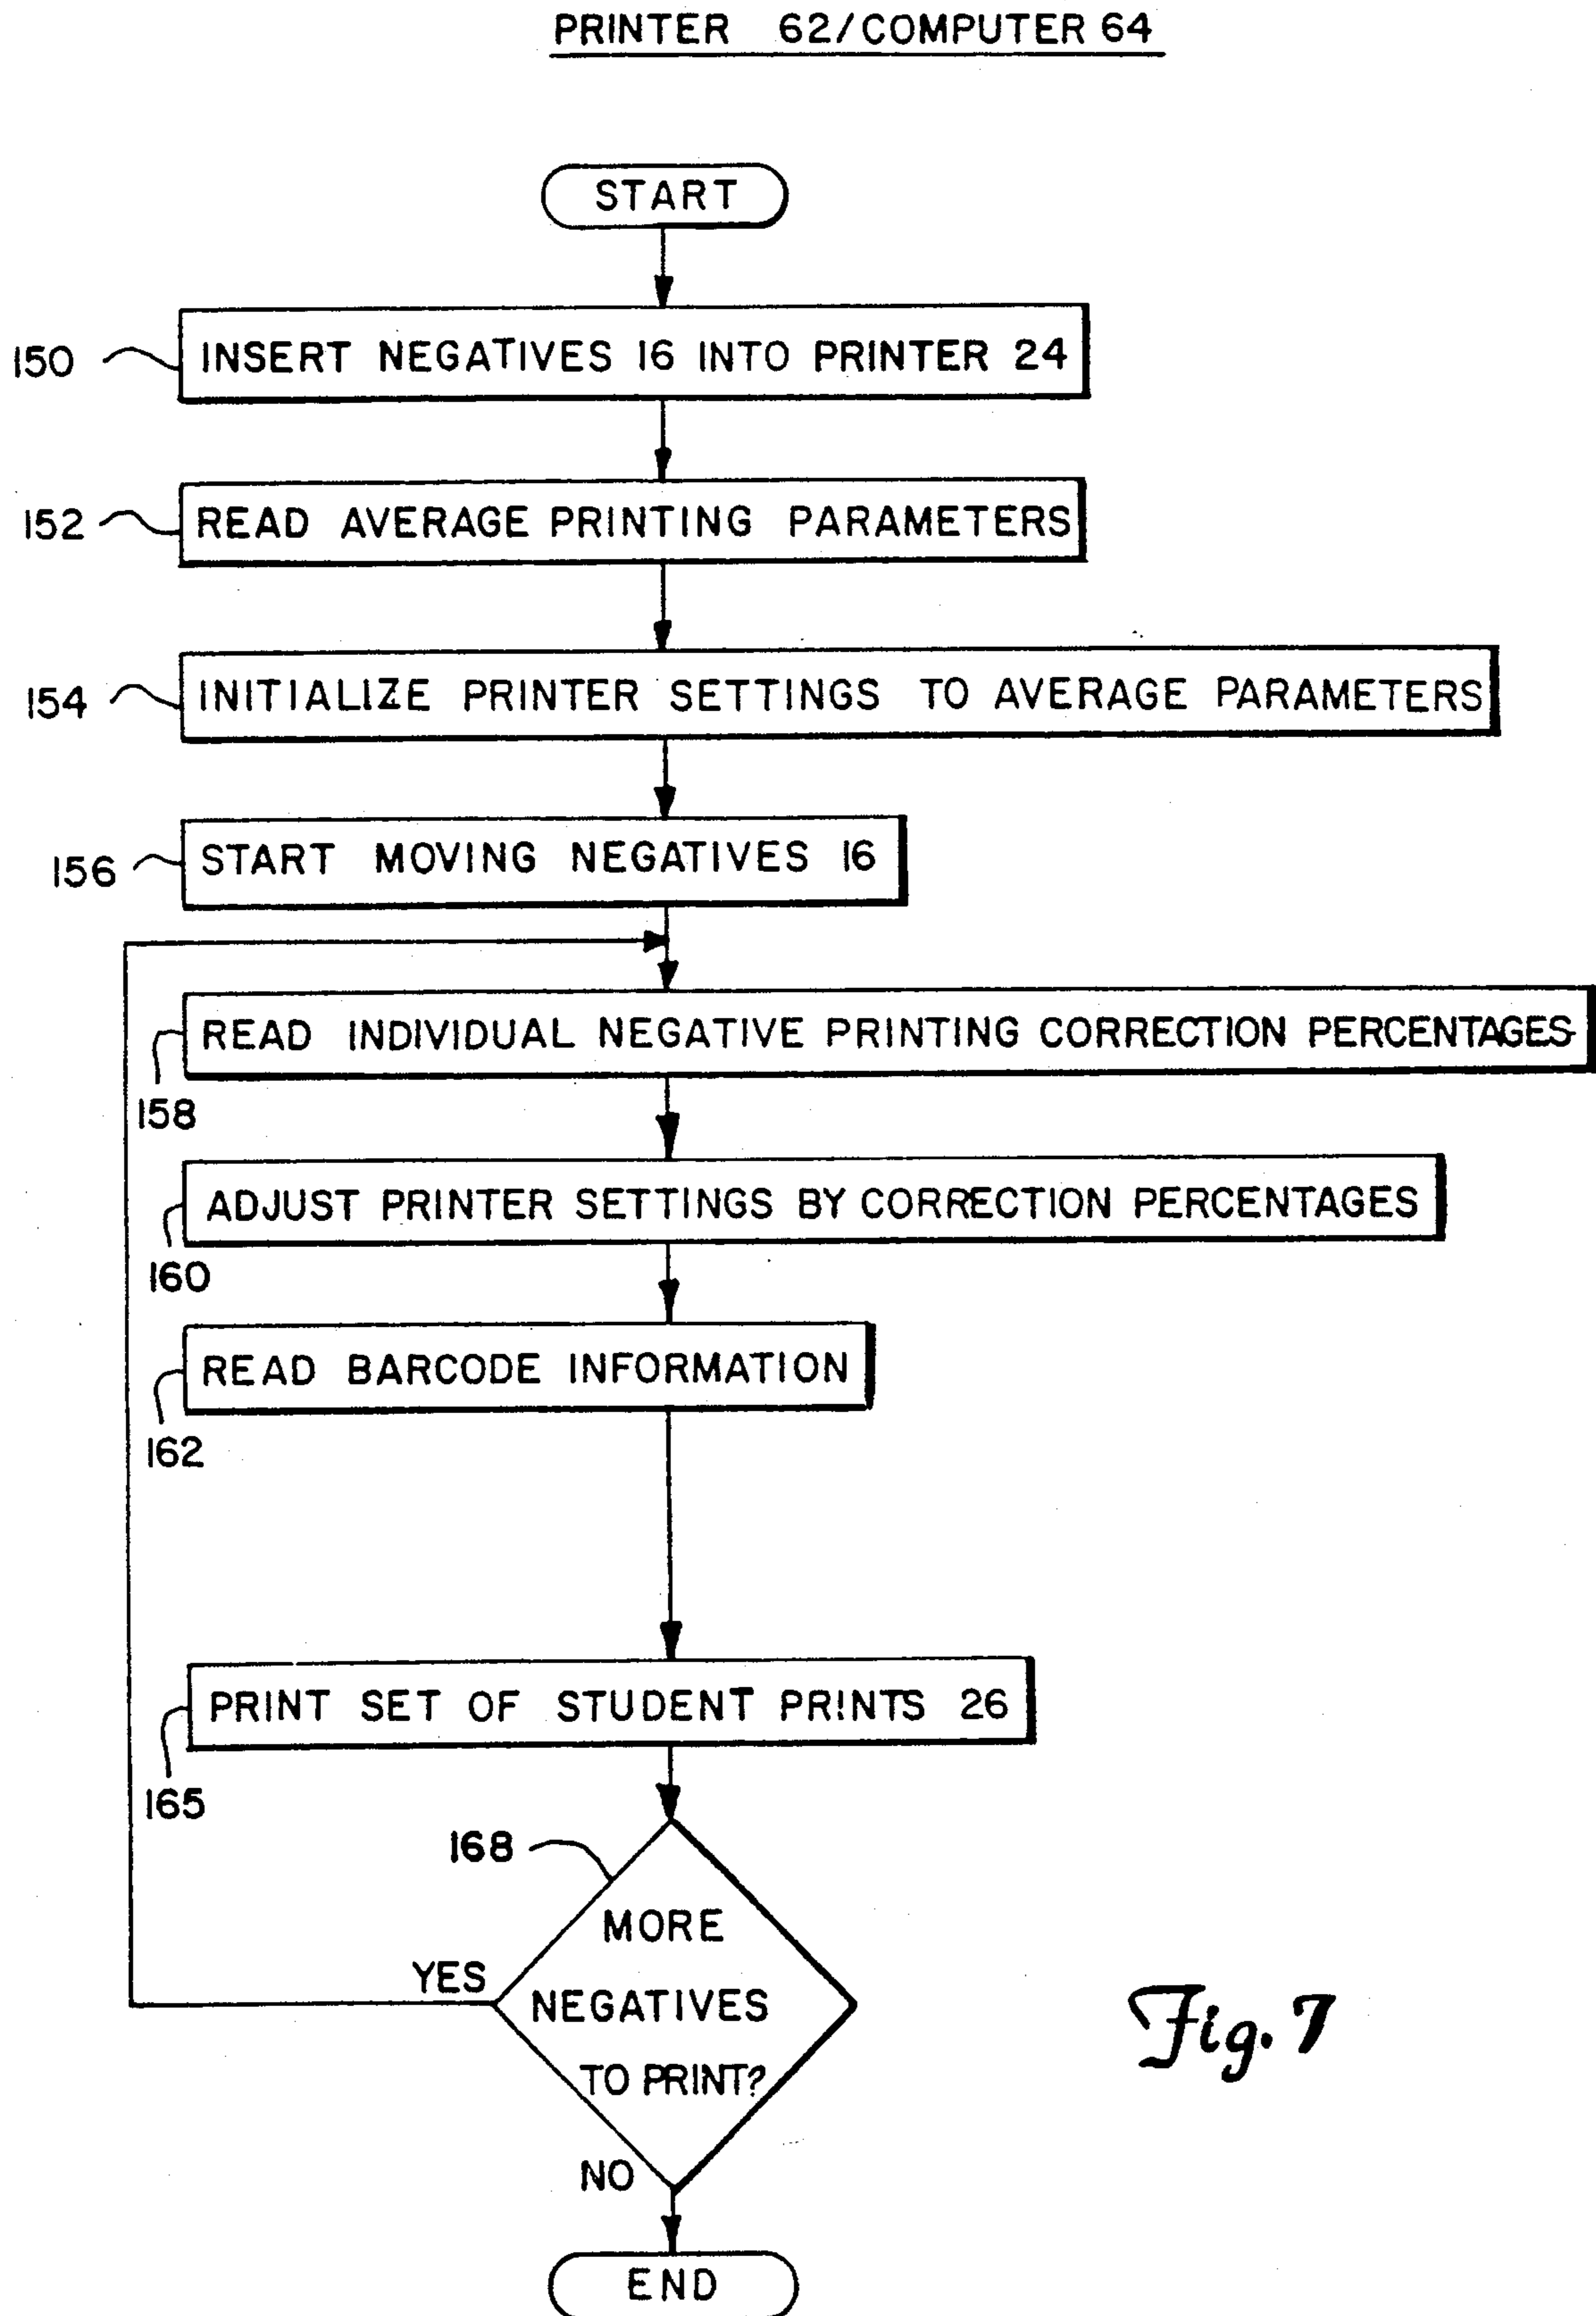 PRINTER 62/COMPUTER 64
START
150
INSERT NEGATIVES 16 INTO PRINTER 24
152
READ AVERAGE PRINTING PARAMETERS
154
INITIALIZE PRINTER SETTINGS TO AVERAGE PARAMETERS
156
START MOVING NEGATIVES 16
READ INDIVIDUAL NEGATIVE PRINTING CORRECTION PERCENTAGES
158
ADJUST PRINTER SETTINGS BY CORRECTION PERCENTAGES
160
READ BARCODE INFORMATION
162
PRINT SET OF STUDENT PRINTS 26
165
168
MORE
NEGATIVES
TO PRINT?
YES
NO
END
Fig. 7